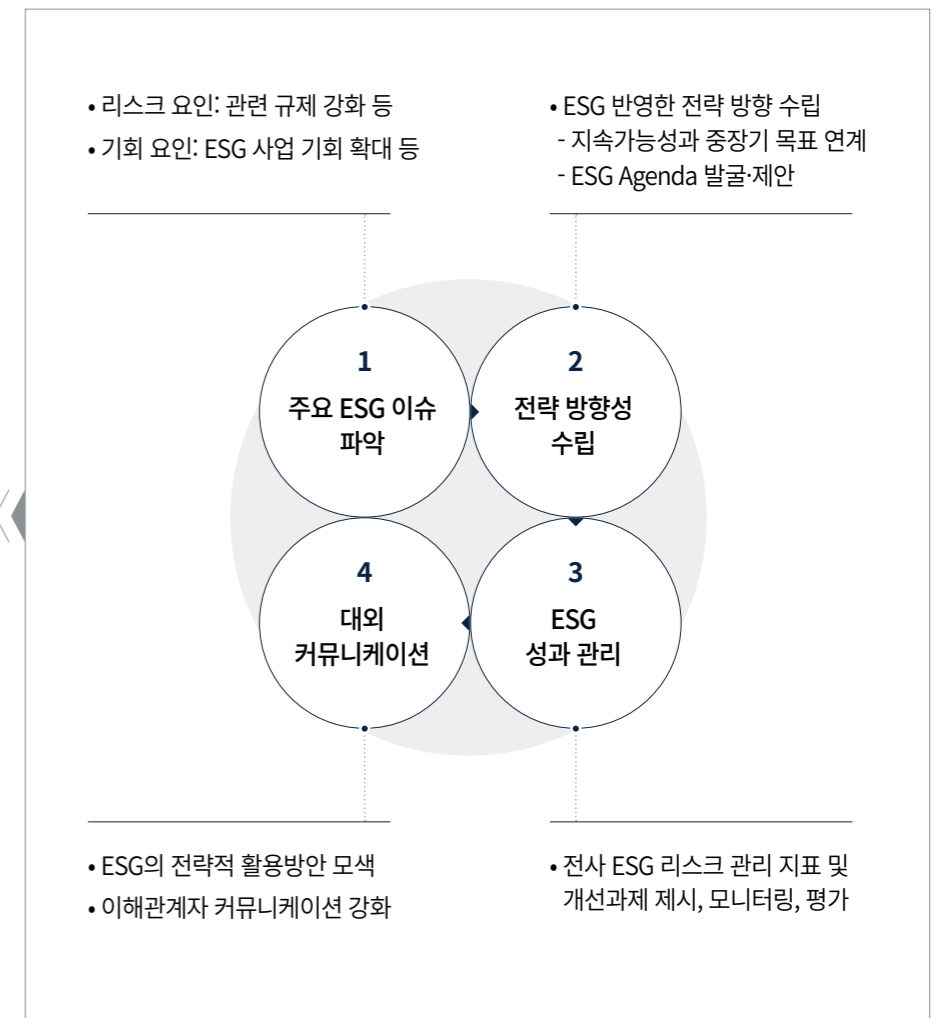 • 리스크 요인: 관련 규제 강화 등
• 기회 요인: ESG 사업 기회 확대 등
• ESG 반영한 전략 방향 수립
- 지속가능성과 중장기 목표 연계
- ESG Agenda 발굴·제안
1
주요 ESG 이슈
파악
2
전략 방향성
수립
3
ESG
성과 관리
4
대외
커뮤니케이션
• ESG의 전략적 활용방안 모색
• 이해관계자 커뮤니케이션 강화
• 전사 ESG 리스크 관리 지표 및
개선과제 제시, 모니터링, 평가